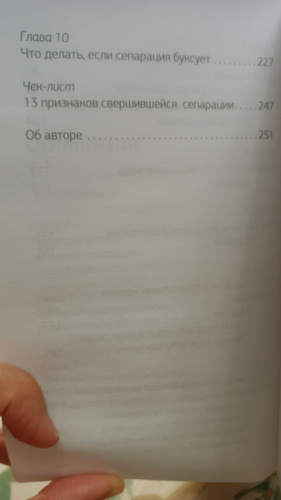 Глава 10
Что делать, если сепарация буксует..........227
Чек-лист
13 признаков свершившейся сепарации.....247
Об авторе.....................................251